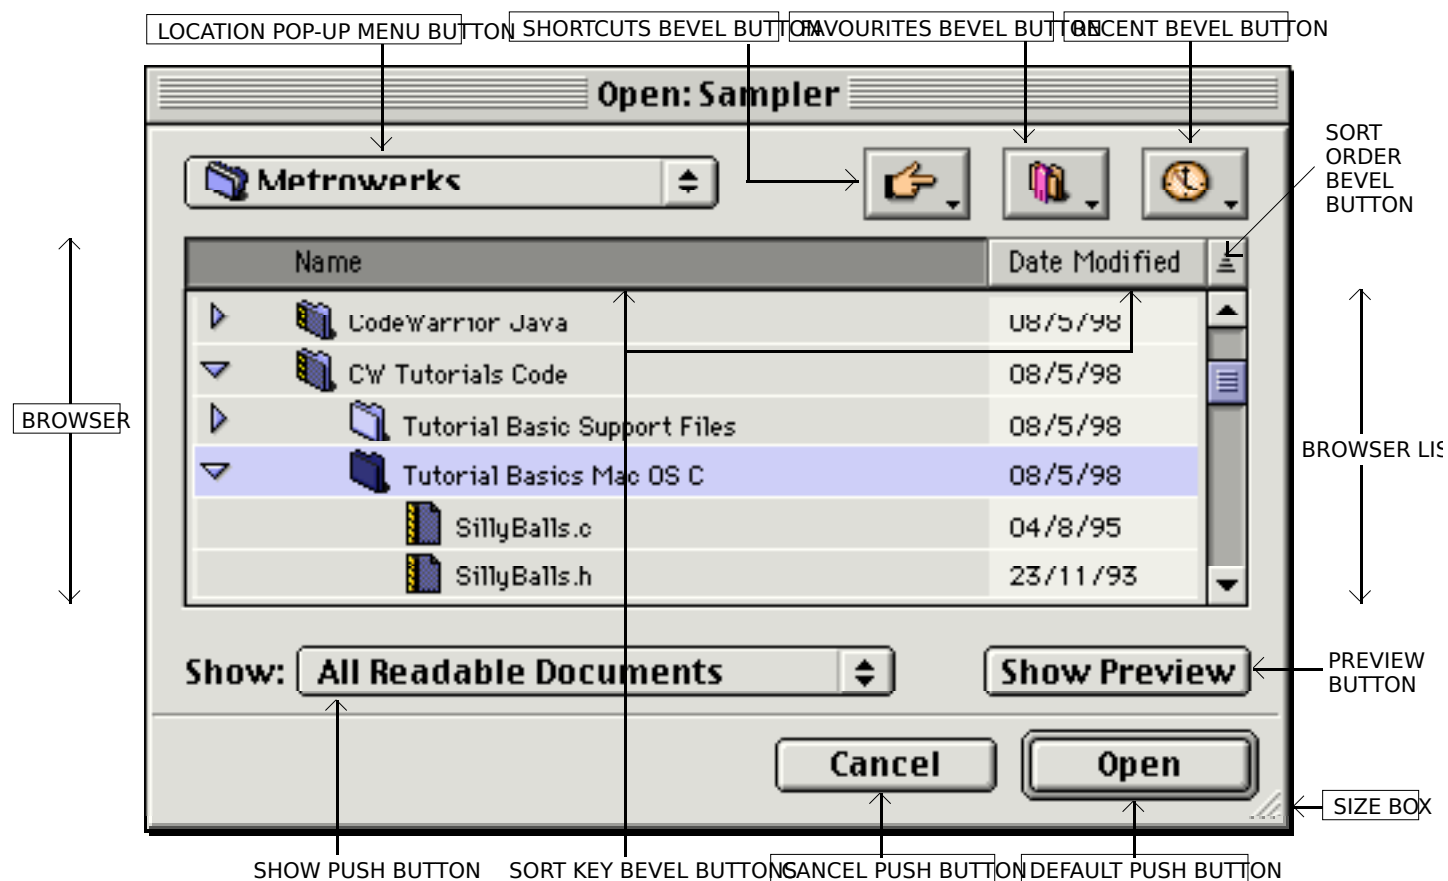 LOCATION POP-UP MENU BUTTON
SHORTCUTS BEVEL BUTTON
FAVOURITES BEVEL BUTTON
RECENT BEVEL BUTTON
Open: Sampler
SORT
ORDER
BEVEL
BUTTON
Metrowerks
Name Date Modified
CodeWarrior Java 08/5/98
CW Tutorials Code 08/5/98
Tutorial Basic Support Files 08/5/98
BROWSER
BROWSER LIS
Tutorial Basics Mac OS C 08/5/98
SillyBalls.c 04/8/95
SillyBalls.h 23/11/93
Show: All Readable Documents
Show Preview
PREVIEW
BUTTON
Cancel
Open
SIZE BOX
SHOW PUSH BUTTON
SORT KEY BEVEL BUTTONS
CANCEL PUSH BUTTON
DEFAULT PUSH BUTTON